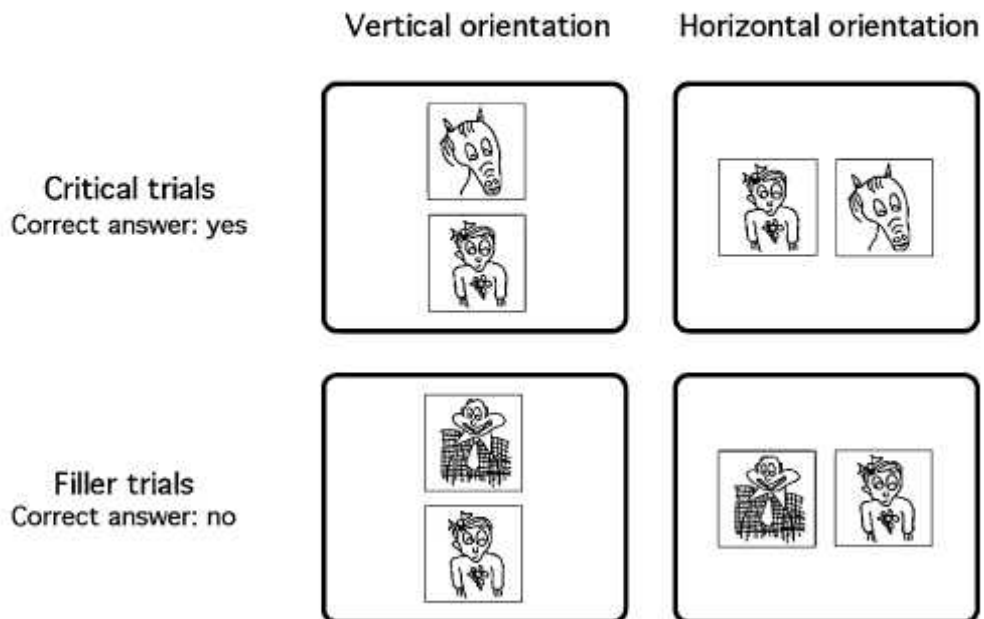 Vertical orientation
Horizontal orientation
Critical trials
Correct answer: yes
Filler trials
Correct answer: no